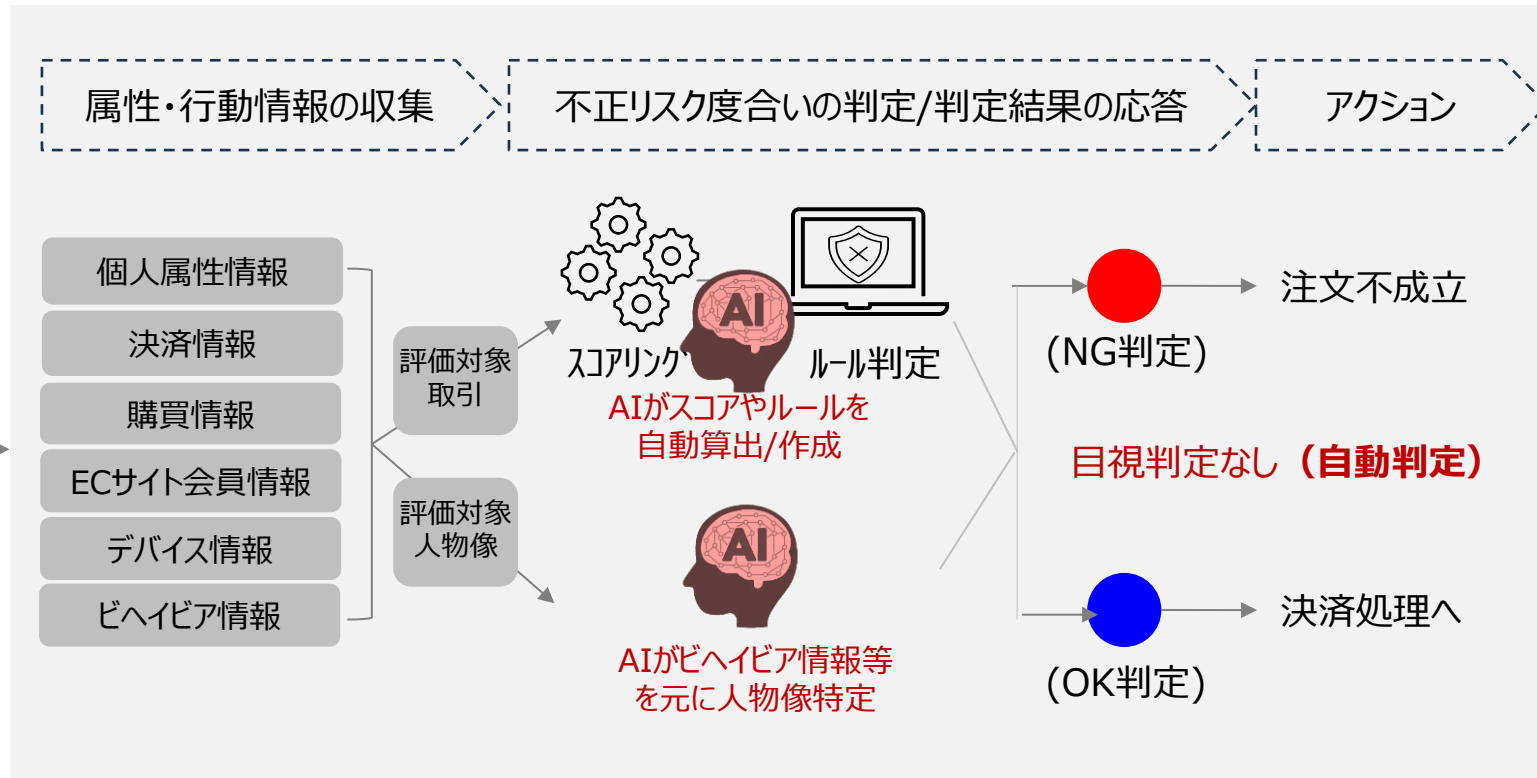 属性・行動情報の収集
不正リスク度合いの判定/判定結果の応答
アクション
個人属性情報
決済情報
購買情報
ECサイト会員情報
デバイス情報
ビヘイビア情報
評価対象
取引
評価対象
人物像
AI
スコアリング
ルール判定
AIがスコアやルールを
自動算出/作成
AI
AIがビヘイビア情報等
を元に人物像特定
(NG判定)
注文不成立
目視判定なし（自動判定）
(OK判定)
決済処理へ